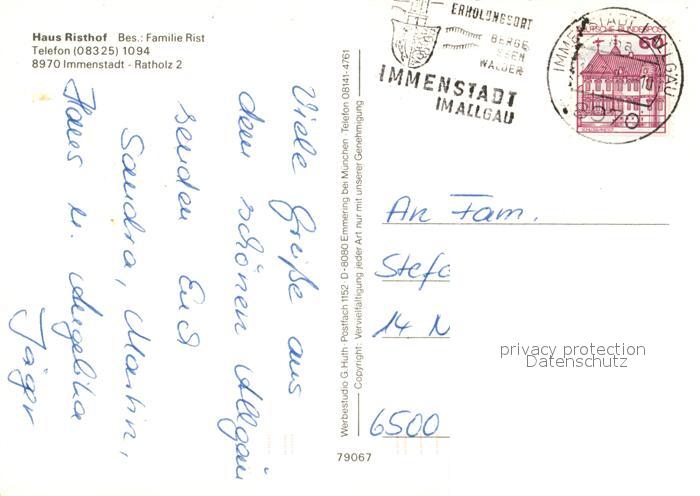 Haus Risthof Bes.: Familie Rist
Telefon (08325) 1094
8970 Immenstadt - Ratholz 2
Viele Grüße aus
dem schönen Allgäu
senden Euch
Sandra, Martin,
Hans u. Angelika
Jäger
Werbestudio G. Huth · Postfach 1152 D-8080 Emmering bei München · Telefon 08141-4761
Copyright: Vervielfältigung jeder Art nur mit unserer Genehmigung
79067
ERHOLUNGSORT
BERGE
SEEN
WÄLDER
IMMENSTADT
IM ALLGÄU
IMMENSTADT I. ALLGÄU
8970
DEUTSCHE BUNDESPOST
60
An Fam.
Stefa
14 N
6500
privacy protection
Datenschutz